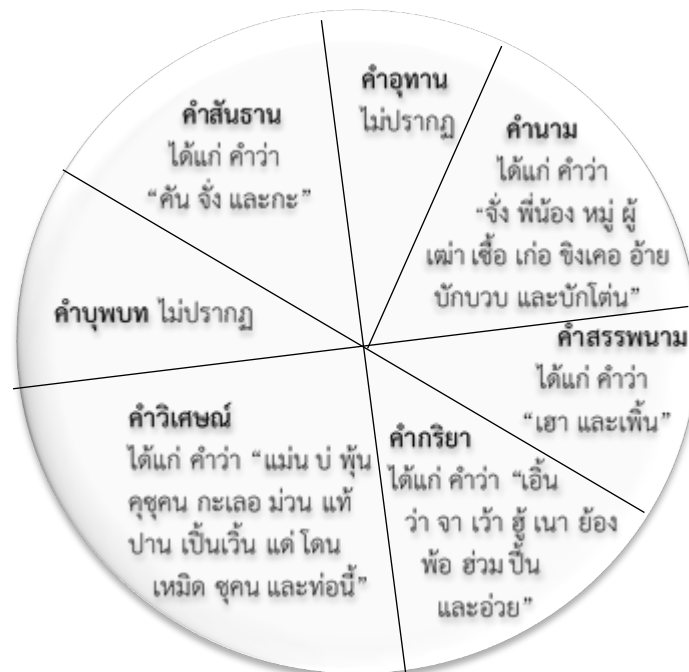 คำอุทาน
ไม่ปรากฏ
คำนาม
ได้แก่ คำว่า
“จั่ง พี่น้อง หมู่ ผู้
เฒ่า เซื้อ เก่อ ขิงเคอ อ้าย
บักบวบ และบักโต่น”
คำสรรพนาม
ได้แก่ คำว่า
“เฮา และเพิ้น”
คำกริยา
ได้แก่ คำว่า “เอิ้น
ว่า จา เว้า ฮู้ เนา ย้อง
พ้อ ฮ่วม ปิ้น
และอ่วย”
คำวิเศษณ์
ได้แก่ คำว่า “แม่น บ่ พุ้น
คุซุคน กะเลอ ม่วน แท้
ปาน เปิ้นเวิ้น แด่ โดน
เหมิด ซุคน และท่อนี้”
คำบุพบท ไม่ปรากฏ
คำสันธาน
ได้แก่ คำว่า
“คัน จั่ง และกะ”